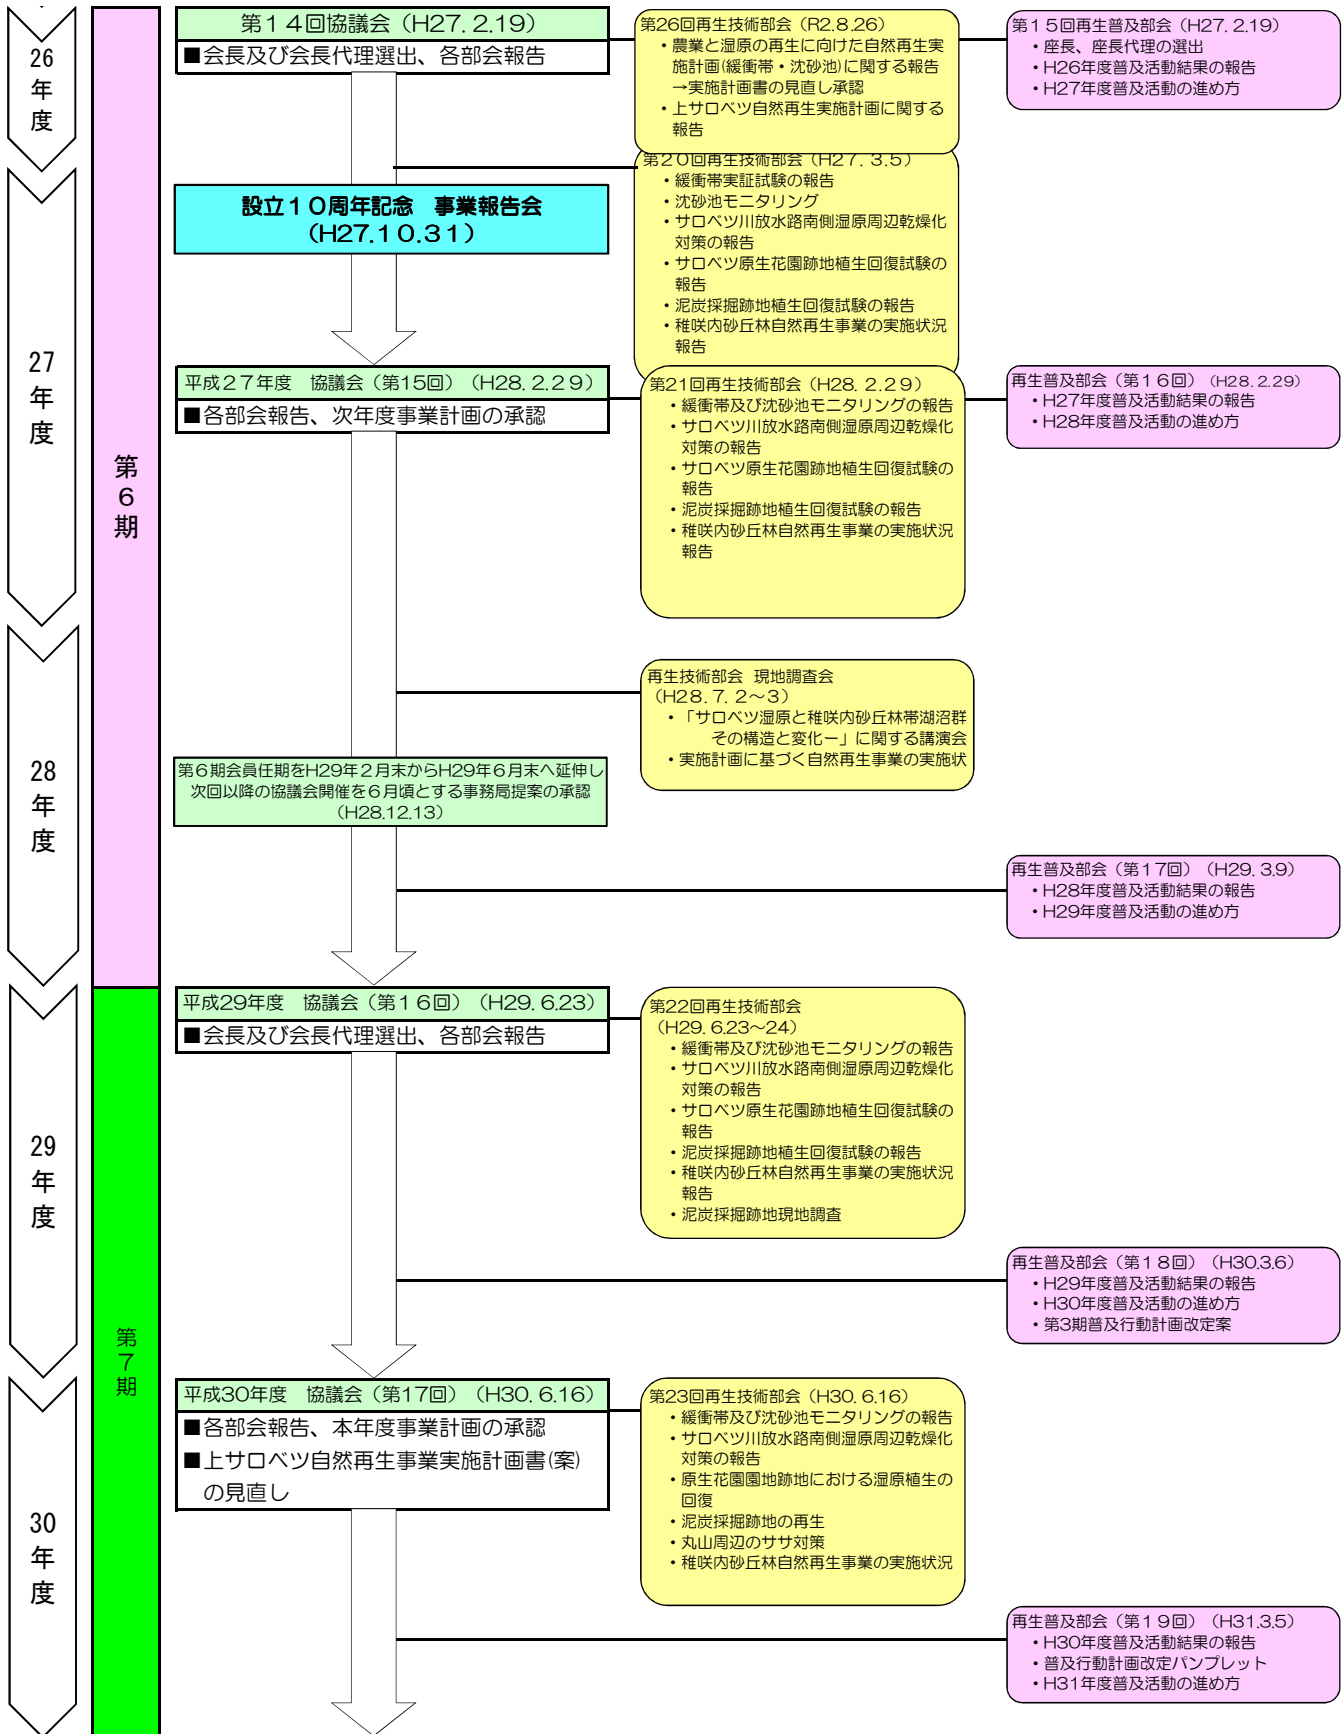 26
年
度
27
年
度
28
年
度
29
年
度
30
年
度
第
6
期
第
7
期
第14回協議会（H27.2.19）
■会長及び会長代理選出、各部会報告
設立10周年記念　事業報告会
（H27.10.31）
平成27年度　協議会（第15回）（H28.2.29）
■各部会報告、次年度事業計画の承認
第6期会員任期をH29年2月末からH29年6月末へ延伸し
次回以降の協議会開催を6月頃とする事務局提案の承認
（H28.12.13）
平成29年度　協議会（第16回）（H29.6.23）
■会長及び会長代理選出、各部会報告
平成30年度　協議会（第17回）（H30.6.16）
■各部会報告、本年度事業計画の承認
■上サロベツ自然再生事業実施計画書(案)
の見直し
第26回再生技術部会（R2.8.26）
・農業と湿原の再生に向けた自然再生実
施計画(緩衝帯・沈砂池)に関する報告
→実施計画書の見直し承認
・上サロベツ自然再生実施計画に関する
報告
第20回再生技術部会（H27.3.5）
・緩衝帯実証試験の報告
・沈砂池モニタリング
・サロベツ川放水路南側湿原周辺乾燥化
対策の報告
・サロベツ原生花園跡地植生回復試験の
報告
・泥炭採掘跡地植生回復試験の報告
・稚咲内砂丘林自然再生事業の実施状況
報告
第21回再生技術部会（H28.2.29）
・緩衝帯及び沈砂池モニタリングの報告
・サロベツ川放水路南側湿原周辺乾燥化
対策の報告
・サロベツ原生花園跡地植生回復試験の
報告
・泥炭採掘跡地植生回復試験の報告
・稚咲内砂丘林自然再生事業の実施状況
報告
再生技術部会 現地調査会
（H28.7.2～3）
・「サロベツ湿原と稚咲内砂丘林帯湖沼群
その構造と変化ー」に関する講演会
・実施計画に基づく自然再生事業の実施状
第22回再生技術部会
（H29.6.23～24）
・緩衝帯及び沈砂池モニタリングの報告
・サロベツ川放水路南側湿原周辺乾燥化
対策の報告
・サロベツ原生花園跡地植生回復試験の
報告
・泥炭採掘跡地植生回復試験の報告
・稚咲内砂丘林自然再生事業の実施状況
報告
・泥炭採掘跡地現地調査
第23回再生技術部会（H30.6.16）
・緩衝帯及び沈砂池モニタリングの報告
・サロベツ川放水路南側湿原周辺乾燥化
対策の報告
・原生花園園地跡地における湿原植生の
回復
・泥炭採掘跡地の再生
・丸山周辺のササ対策
・稚咲内砂丘林自然再生事業の実施状況
第15回再生普及部会（H27.2.19）
・座長、座長代理の選出
・H26年度普及活動結果の報告
・H27年度普及活動の進め方
再生普及部会（第16回）（H28.2.29）
・H27年度普及活動結果の報告
・H28年度普及活動の進め方
再生普及部会（第17回）（H29.3.9）
・H28年度普及活動結果の報告
・H29年度普及活動の進め方
再生普及部会（第18回）（H30.3.6）
・H29年度普及活動結果の報告
・H30年度普及活動の進め方
・第3期普及行動計画改定案
再生普及部会（第19回）（H31.3.5）
・H30年度普及活動結果の報告
・普及行動計画改定パンプレット
・H31年度普及活動の進め方